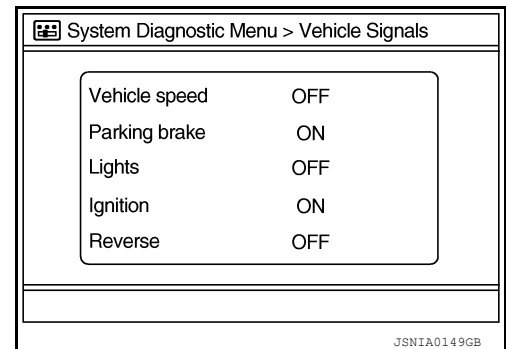 System Diagnostic Menu > Vehicle Signals
Vehicle speed OFF
Parking brake ON
Lights OFF
Ignition ON
Reverse OFF
JSNIA0149GB